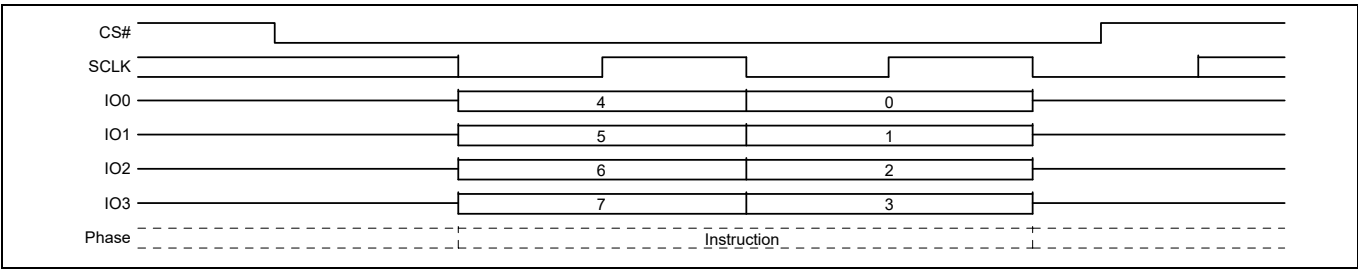 CS#
SCLK
IO0 4 0
IO1 5 1
IO2 6 2
IO3 7 3
Phase Instruction